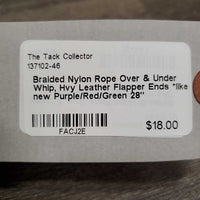 The Tack Collector
137102-46
Braided Nylon Rope Over & Under
Whip, Hvy Leather Flapper Ends *like
new Purple/Red/Green 28"
FACJ2E
$18.00